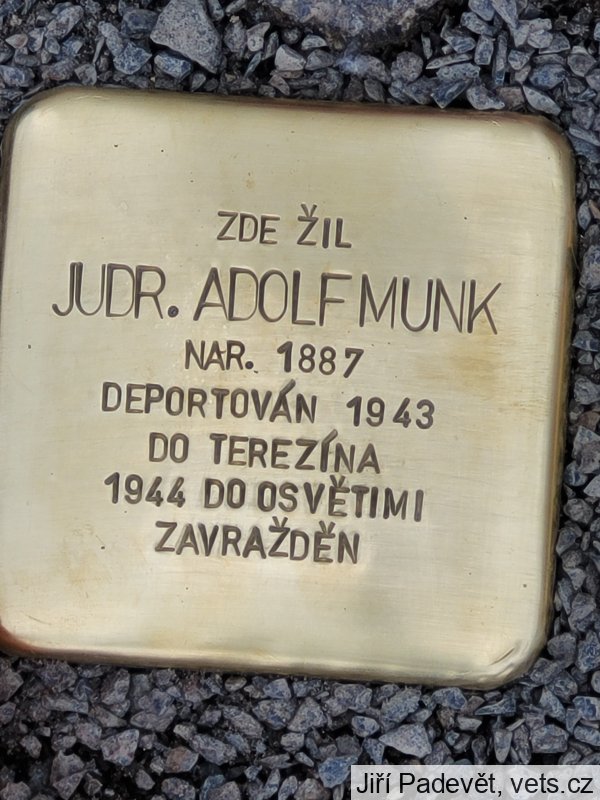 ZDE ŽIL
JUDR. ADOLF MUNK
NAR. 1887
DEPORTOVÁN 1943
DO TEREZÍNA
1944 DO OSVĚTIMI
ZAVRAŽDĚN
Jiří Padevět, vets.cz